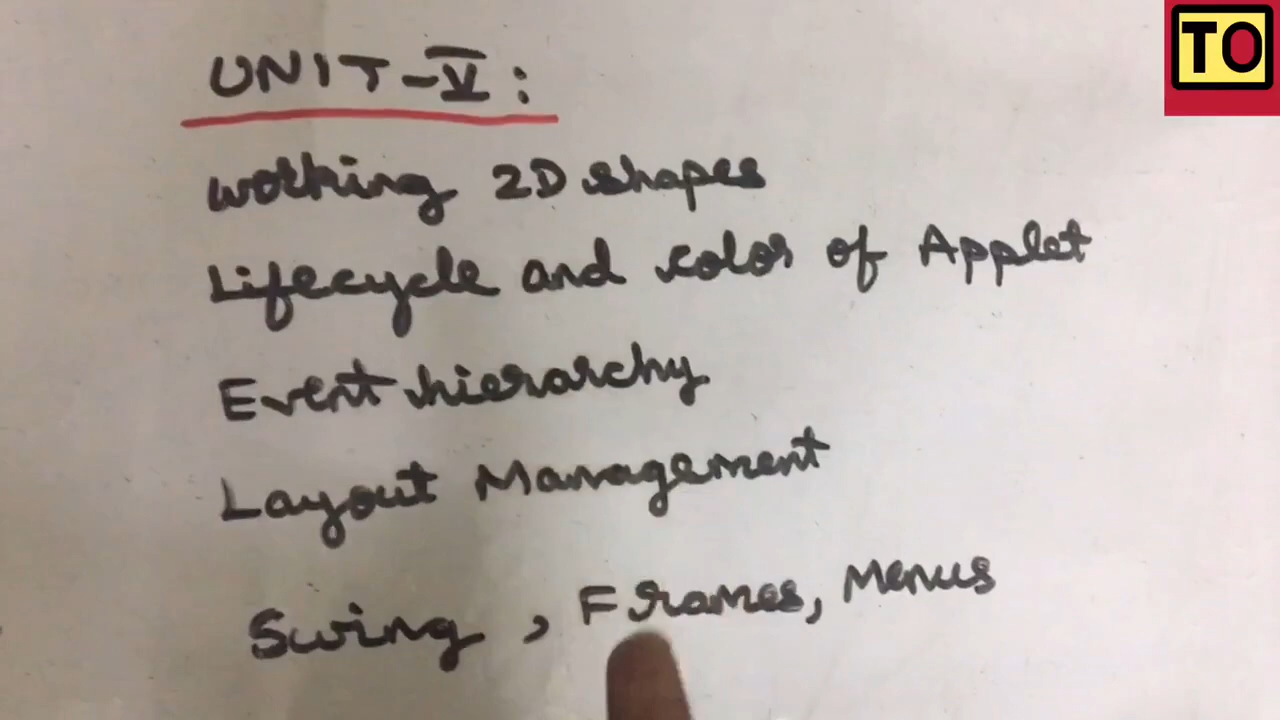 TO
UNIT-V:
Working 2D shapes
Lifecycle and color of Applet
Event hierarchy
Layout Management
Swing, Frames, Menus